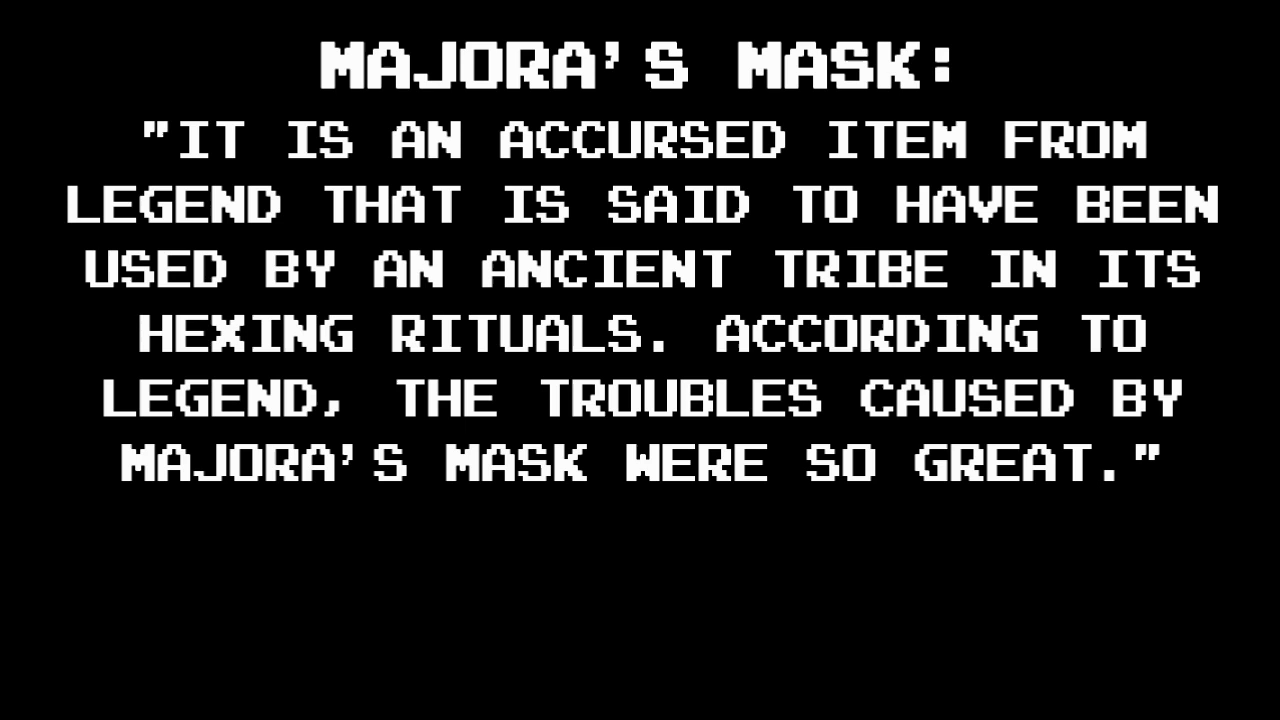 MAJORA'S MASK:
"IT IS AN ACCURSED ITEM FROM
LEGEND THAT IS SAID TO HAVE BEEN
USED BY AN ANCIENT TRIBE IN ITS
HEXING RITUALS. ACCORDING TO
LEGEND, THE TROUBLES CAUSED BY
MAJORA'S MASK WERE SO GREAT."